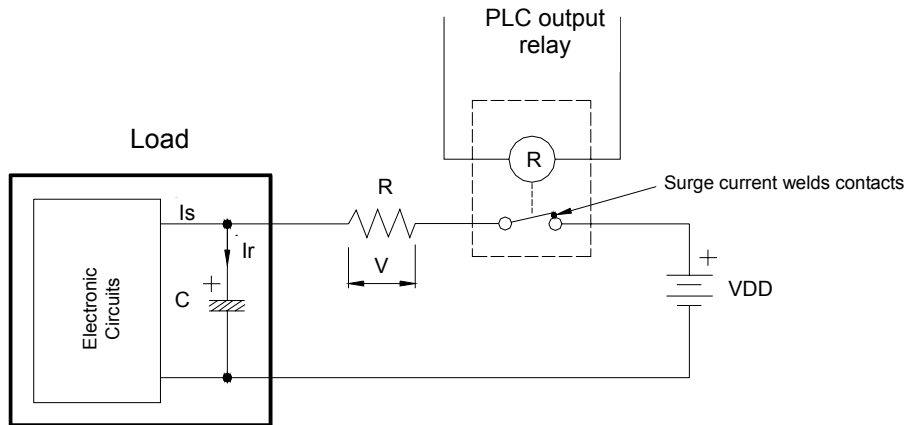 PLC output
relay
Load
R
R
Surge current welds contacts
Is
Ir
+
C
V
+
VDD
Electronic
Circuits